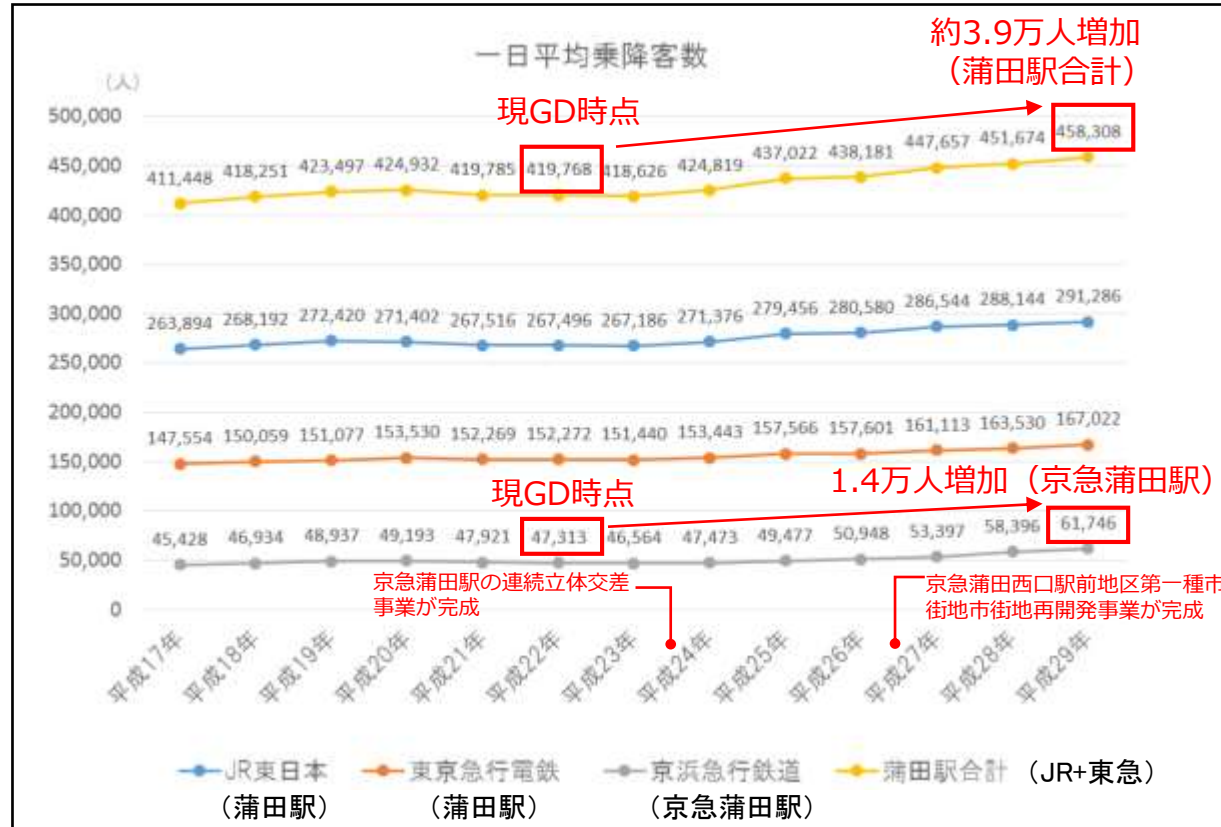 約3.9万人増加
（蒲田駅合計）
一日平均乗降客数
（人）
現GD時点
500,000
450,000
400,000
350,000
300,000
250,000
200,000
150,000
100,000
50,000
0
411,448 418,251 423,497 424,932 419,785 419,768 418,626 424,819 437,022 438,181 447,657 451,674 458,308
263,894 268,192 272,420 271,402 267,516 267,496 267,186 271,376 279,456 280,580 286,544 288,144 291,286
147,554 150,059 151,077 153,530 152,269 152,272 151,440 153,443 157,566 157,601 161,113 163,530 167,022
現GD時点
1.4万人増加（京急蒲田駅）
45,428 46,934 48,937 49,193 47,921 47,313 46,564 47,473 49,477 50,948 53,397 58,396 61,746
京急蒲田駅の連続立体交差
事業が完成
京急蒲田西口駅前地区第一種市
街地市街地再開発事業が完成
平成17年 平成18年 平成19年 平成20年 平成21年 平成22年 平成23年 平成24年 平成25年 平成26年 平成27年 平成28年 平成29年
JR東日本 東京急行電鉄 京浜急行鉄道 蒲田駅合計 （JR+東急）
（蒲田駅） （蒲田駅） （京急蒲田駅）